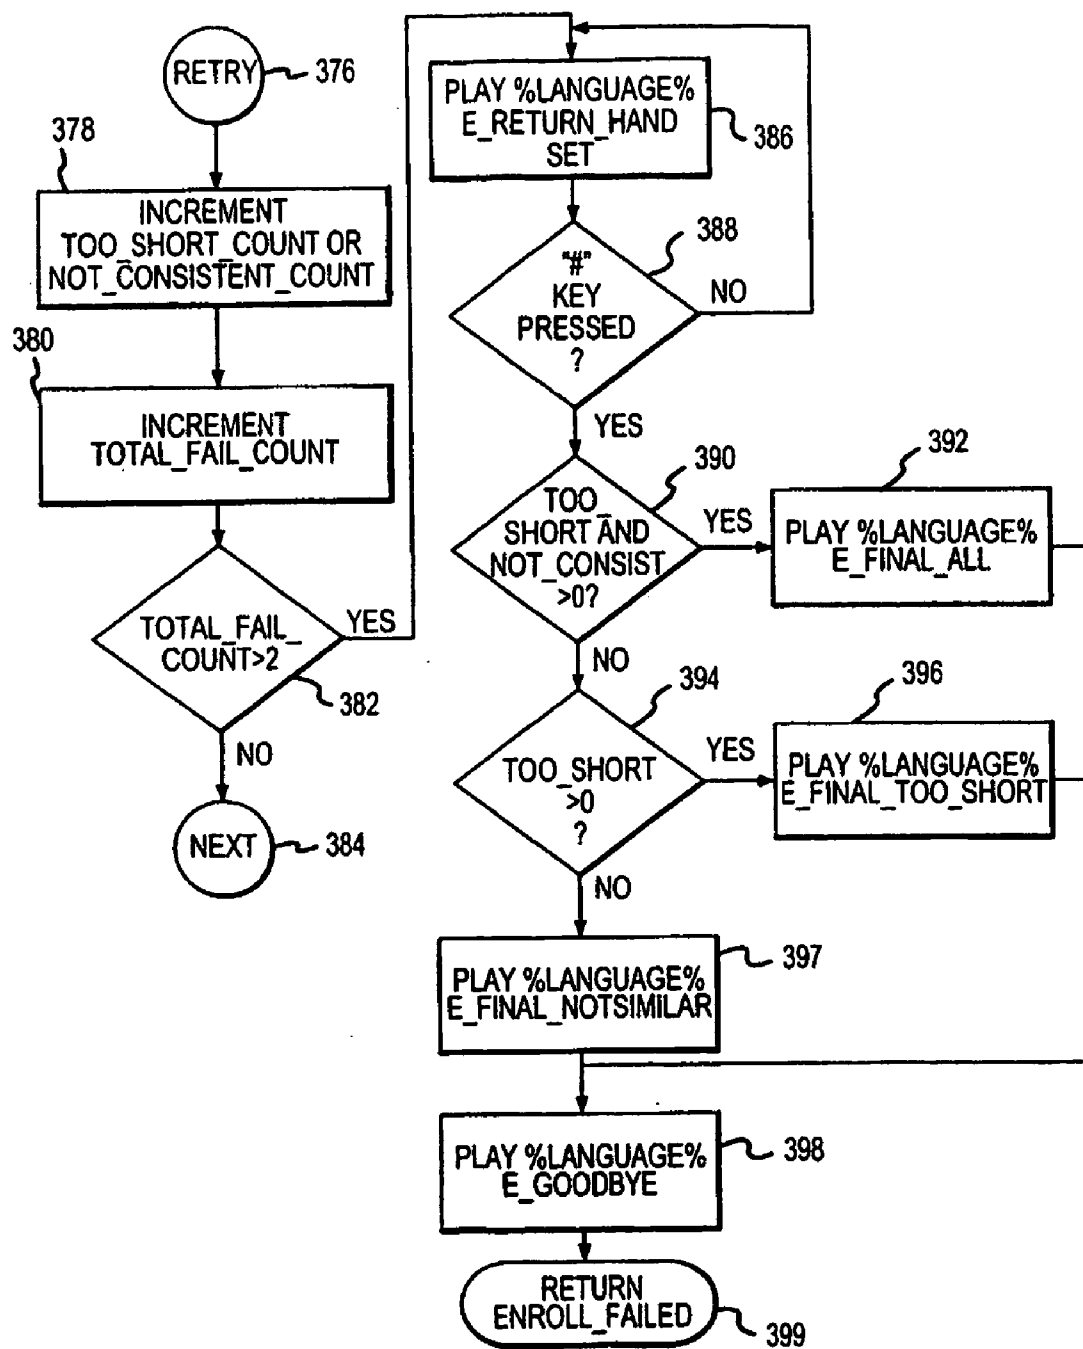 RETRY
376
378
INCREMENT
TOO_SHORT_COUNT OR
NOT_CONSISTENT_COUNT
380
INCREMENT
TOTAL_FAIL_COUNT
TOTAL_FAIL_
COUNT>2
YES
382
NO
NEXT
384
PLAY %LANGUAGE%
E_RETURN_HAND
SET
386
388
"#"
KEY
PRESSED
?
NO
YES
390
TOO_
SHORT AND
NOT_CONSIST
>0?
YES
392
PLAY %LANGUAGE%
E_FINAL_ALL
NO
394
TOO_SHORT
>0
?
YES
396
PLAY %LANGUAGE%
E_FINAL_TOO_SHORT
NO
PLAY %LANGUAGE%
E_FINAL_NOTSIMILAR
397
PLAY %LANGUAGE%
E_GOODBYE
398
RETURN
ENROLL_FAILED
399